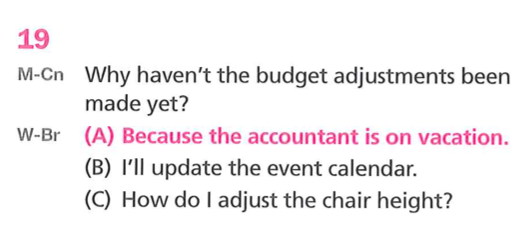 19
M-Cn Why haven't the budget adjustments been
made yet?
W-Br (A) Because the accountant is on vacation.
(B) I'll update the event calendar.
(C) How do I adjust the chair height?